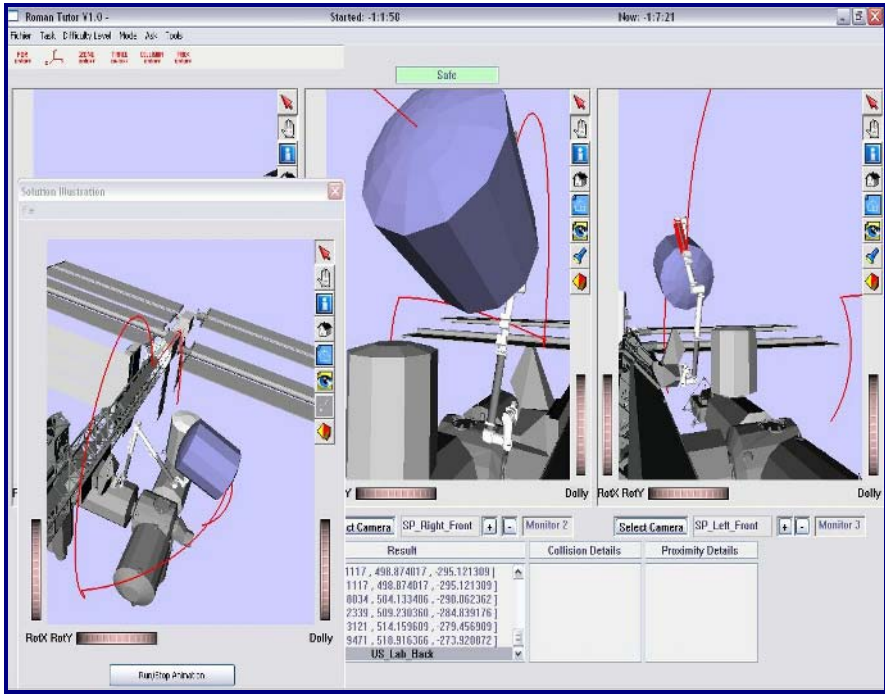 Roman Tutor V1.0 -
Started: -1:1:50
Now: -1:7:21
Fichier Task Difficulty Level Mode Ask Tools
Safe
Solution Illustration
RotX RotY
Dolly
Run/Stop Animation
Y
Dolly
RotX RotY
Dolly
ct Camera
SP_Right_Front
+
-
Monitor 2
Select Camera
SP_Left_Front
+
-
Monitor 3
Result
Collision Details
Proximity Details
1117 , 498.874017 , -295.121309 ]
1117 , 498.874017 , -295.121309 ]
8034 , 504.133406 , -290.062362 ]
2339 , 509.230360 , -284.839176 ]
3121 , 514.159609 , -279.456909 ]
9471 , 518.916366 , -273.920872 ]
US_Lab_Back